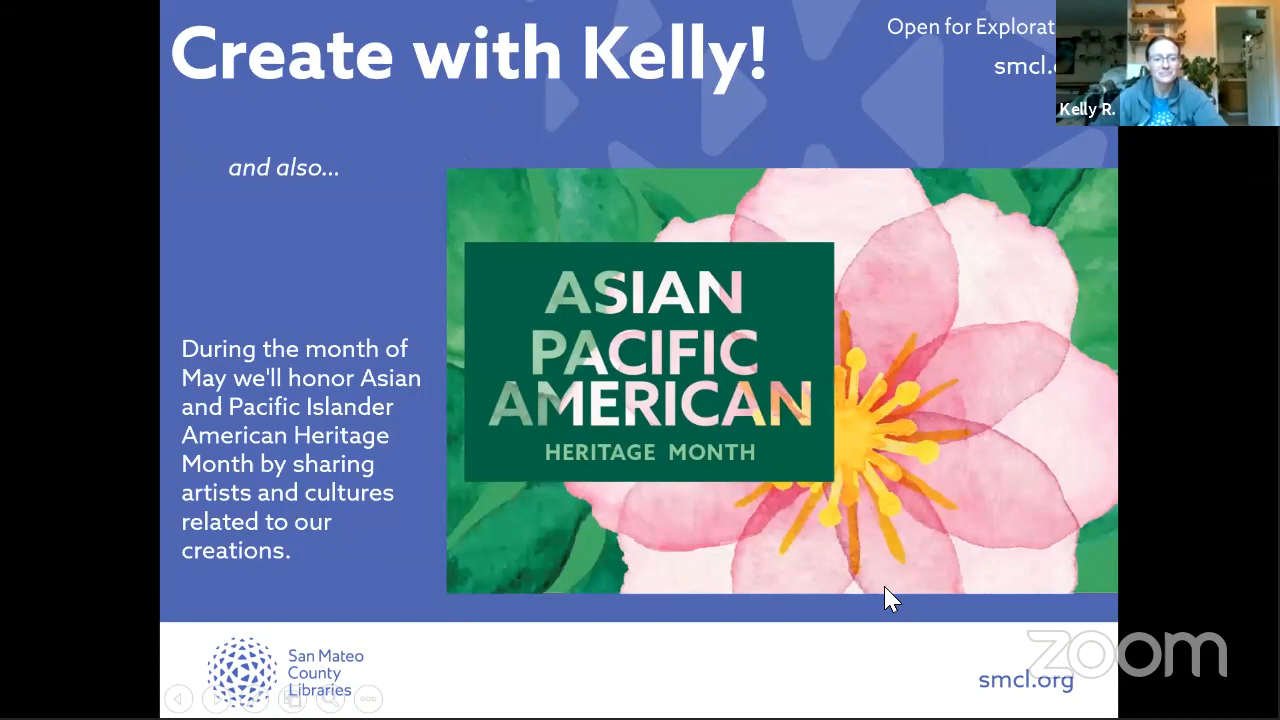 Create with Kelly!
Open for Explorat
smcl.
Kelly R.
and also...
ASIAN
PACIFIC
AMERICAN
HERITAGE MONTH
During the month of
May we'll honor Asian
and Pacific Islander
American Heritage
Month by sharing
artists and cultures
related to our
creations.
San Mateo
County
Libraries
zoom
smcl.org